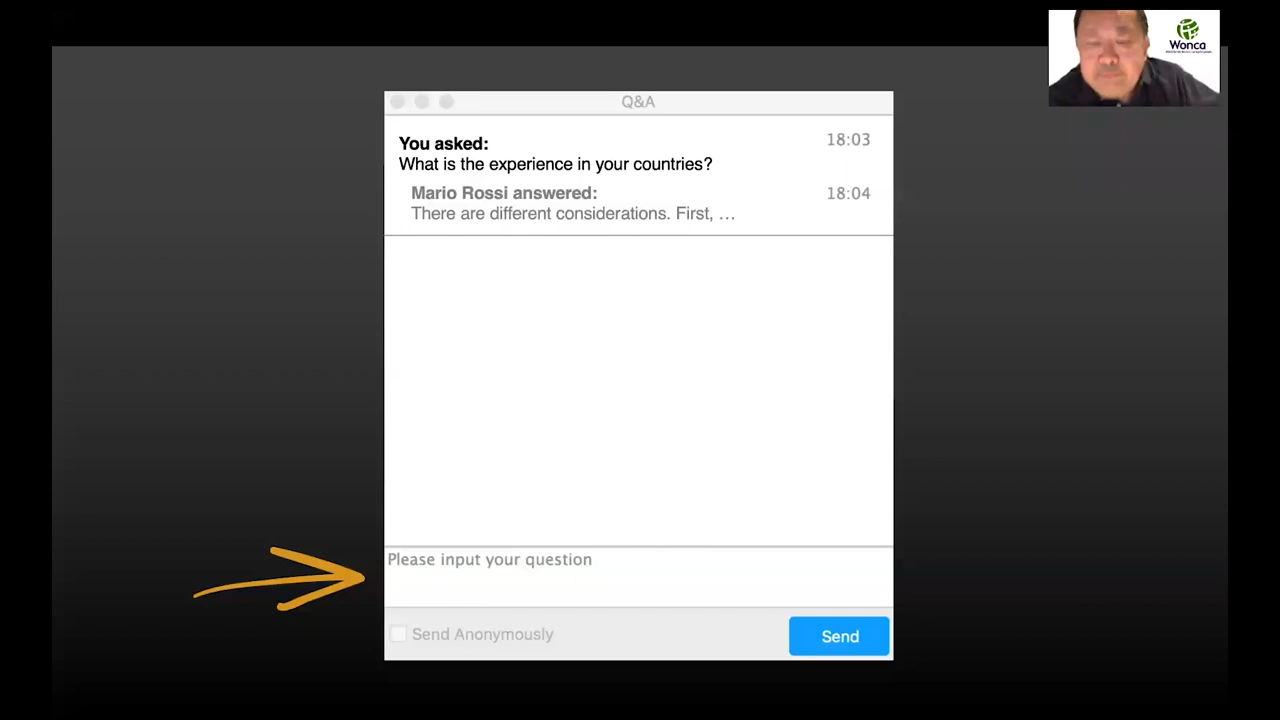 Wonca
Q&A
You asked:
18:03
What is the experience in your countries?
Mario Rossi answered:
18:04
There are different considerations. First, …
Please input your question
Send Anonymously
Send